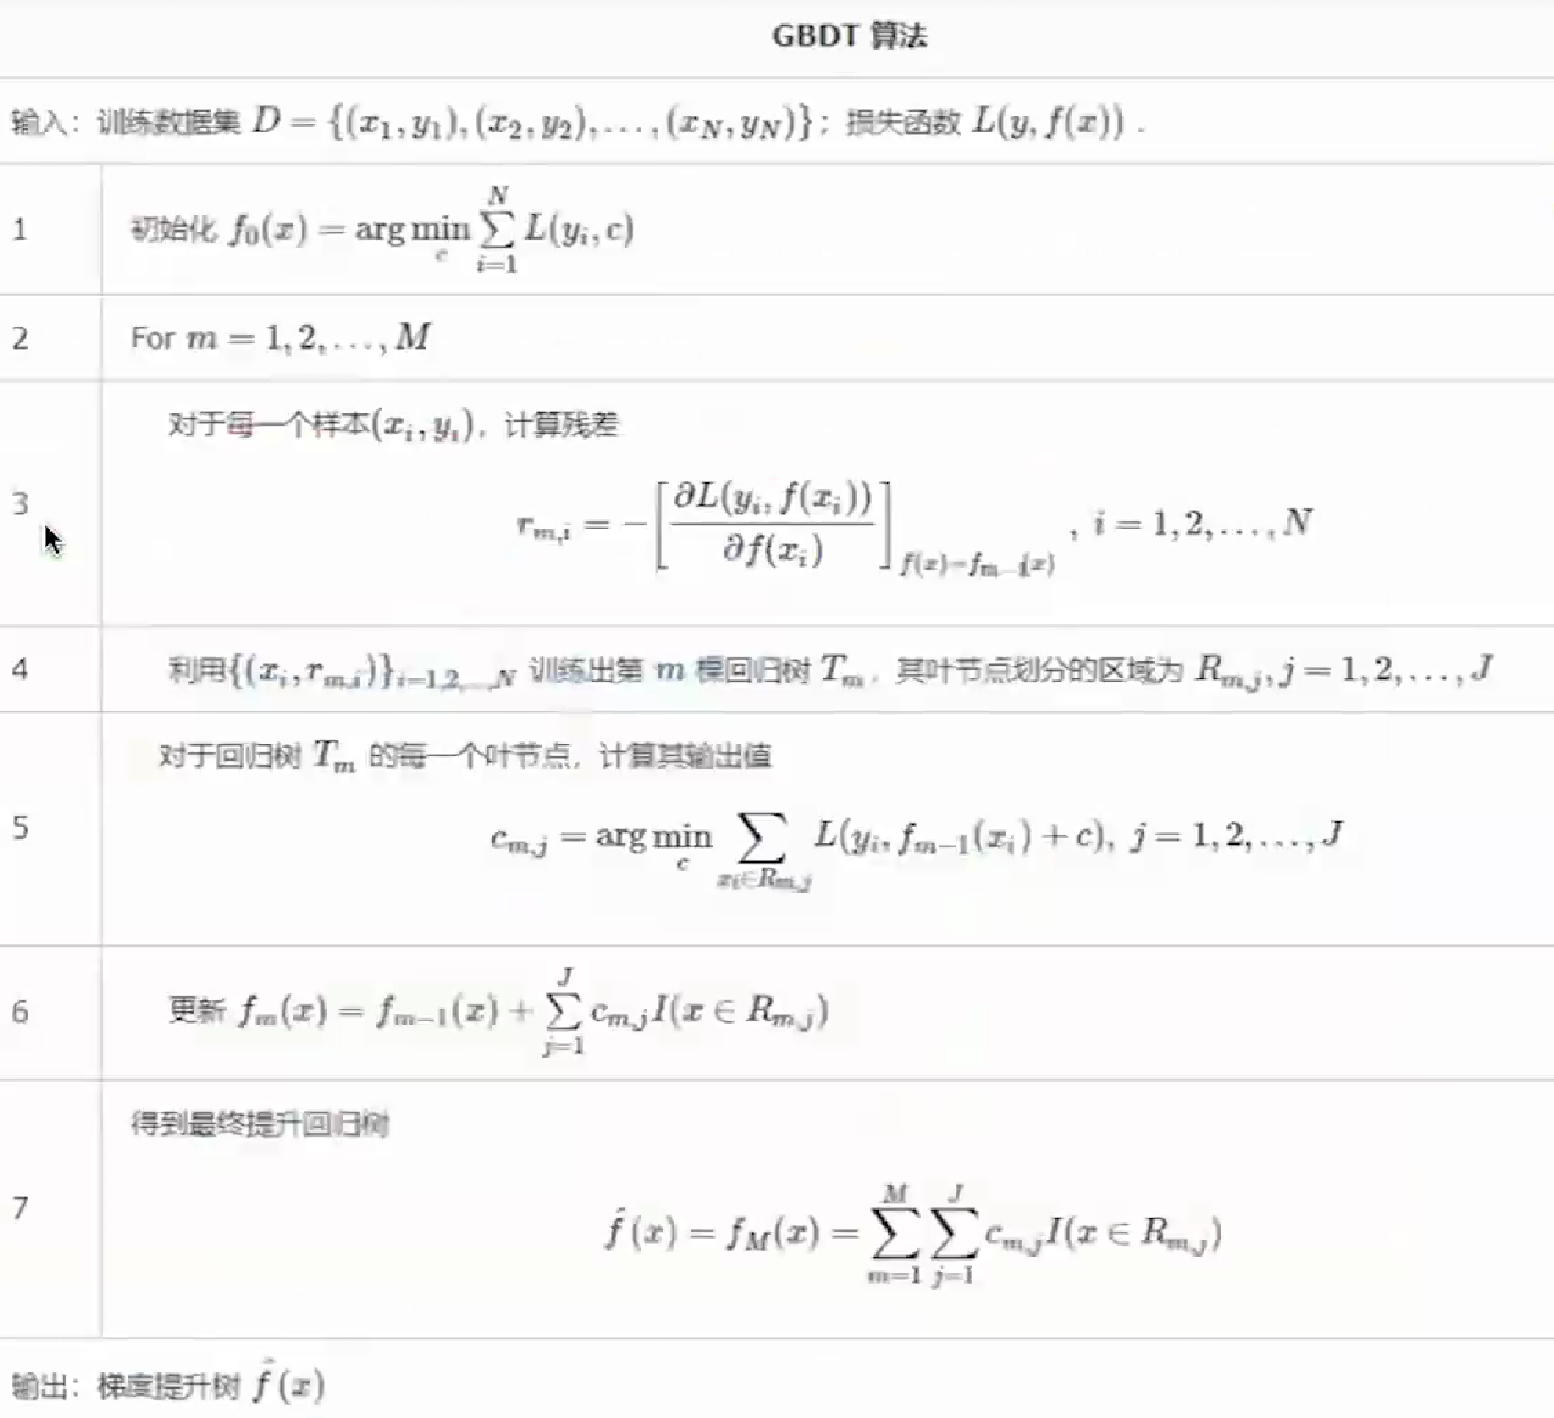 GBDT 算法
输入：训练数据集 $D = \{(x_1, y_1), (x_2, y_2), \ldots, (x_N, y_N)\}$；损失函数 $L(y, f(x))$ .
1 初始化 $f_0(x) = \arg\min_c \sum_{i=1}^{N} L(y_i, c)$
2 For $m = 1, 2, \ldots, M$
对于每一个样本$(x_i, y_i)$，计算残差
3 $r_{m,i} = -\left[\frac{\partial L(y_i, f(x_i))}{\partial f(x_i)}\right]_{f(x)=f_{m-1}(x)}, \; i = 1, 2, \ldots, N$
4 利用$\{(x_i, r_{m,i})\}_{i=1,2,\ldots,N}$ 训练出第 $m$ 棵回归树 $T_m$，其叶节点划分的区域为 $R_{m,j}, j = 1, 2, \ldots, J$
对于回归树 $T_m$ 的每一个叶节点，计算其输出值
5 $c_{m,j} = \arg\min_c \sum_{x_i \in R_{m,j}} L(y_i, f_{m-1}(x_i) + c), \; j = 1, 2, \ldots, J$
6 更新 $f_m(x) = f_{m-1}(x) + \sum_{j=1}^{J} c_{m,j} I(x \in R_{m,j})$
得到最终提升回归树
7 $\hat{f}(x) = f_M(x) = \sum_{m=1}^{M} \sum_{j=1}^{J} c_{m,j} I(x \in R_{m,j})$
输出：梯度提升树 $\hat{f}(x)$